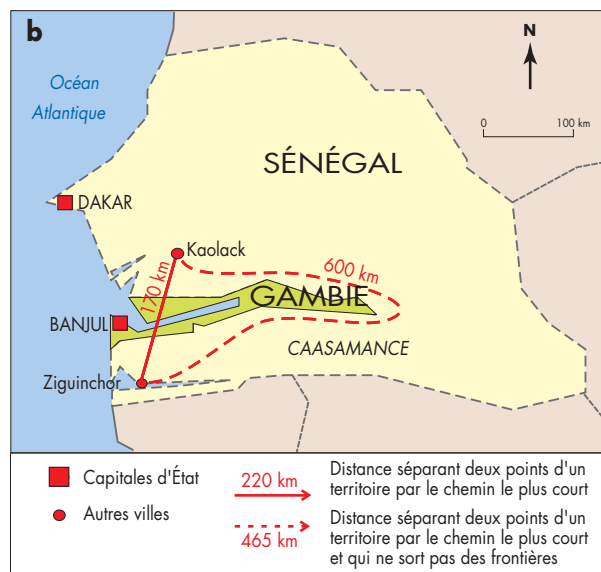 b
N
Océan
Atlantique
0 100 km
SÉNÉGAL
DAKAR
Kaolack
600 km
170 km
GAMBIE
BANJUL
CAASAMANCE
Ziguinchor
Capitales d'État
Autres villes
220 km
Distance séparant deux points d'un
territoire par le chemin le plus court
465 km
Distance séparant deux points d'un
territoire par le chemin le plus court
et qui ne sort pas des frontières